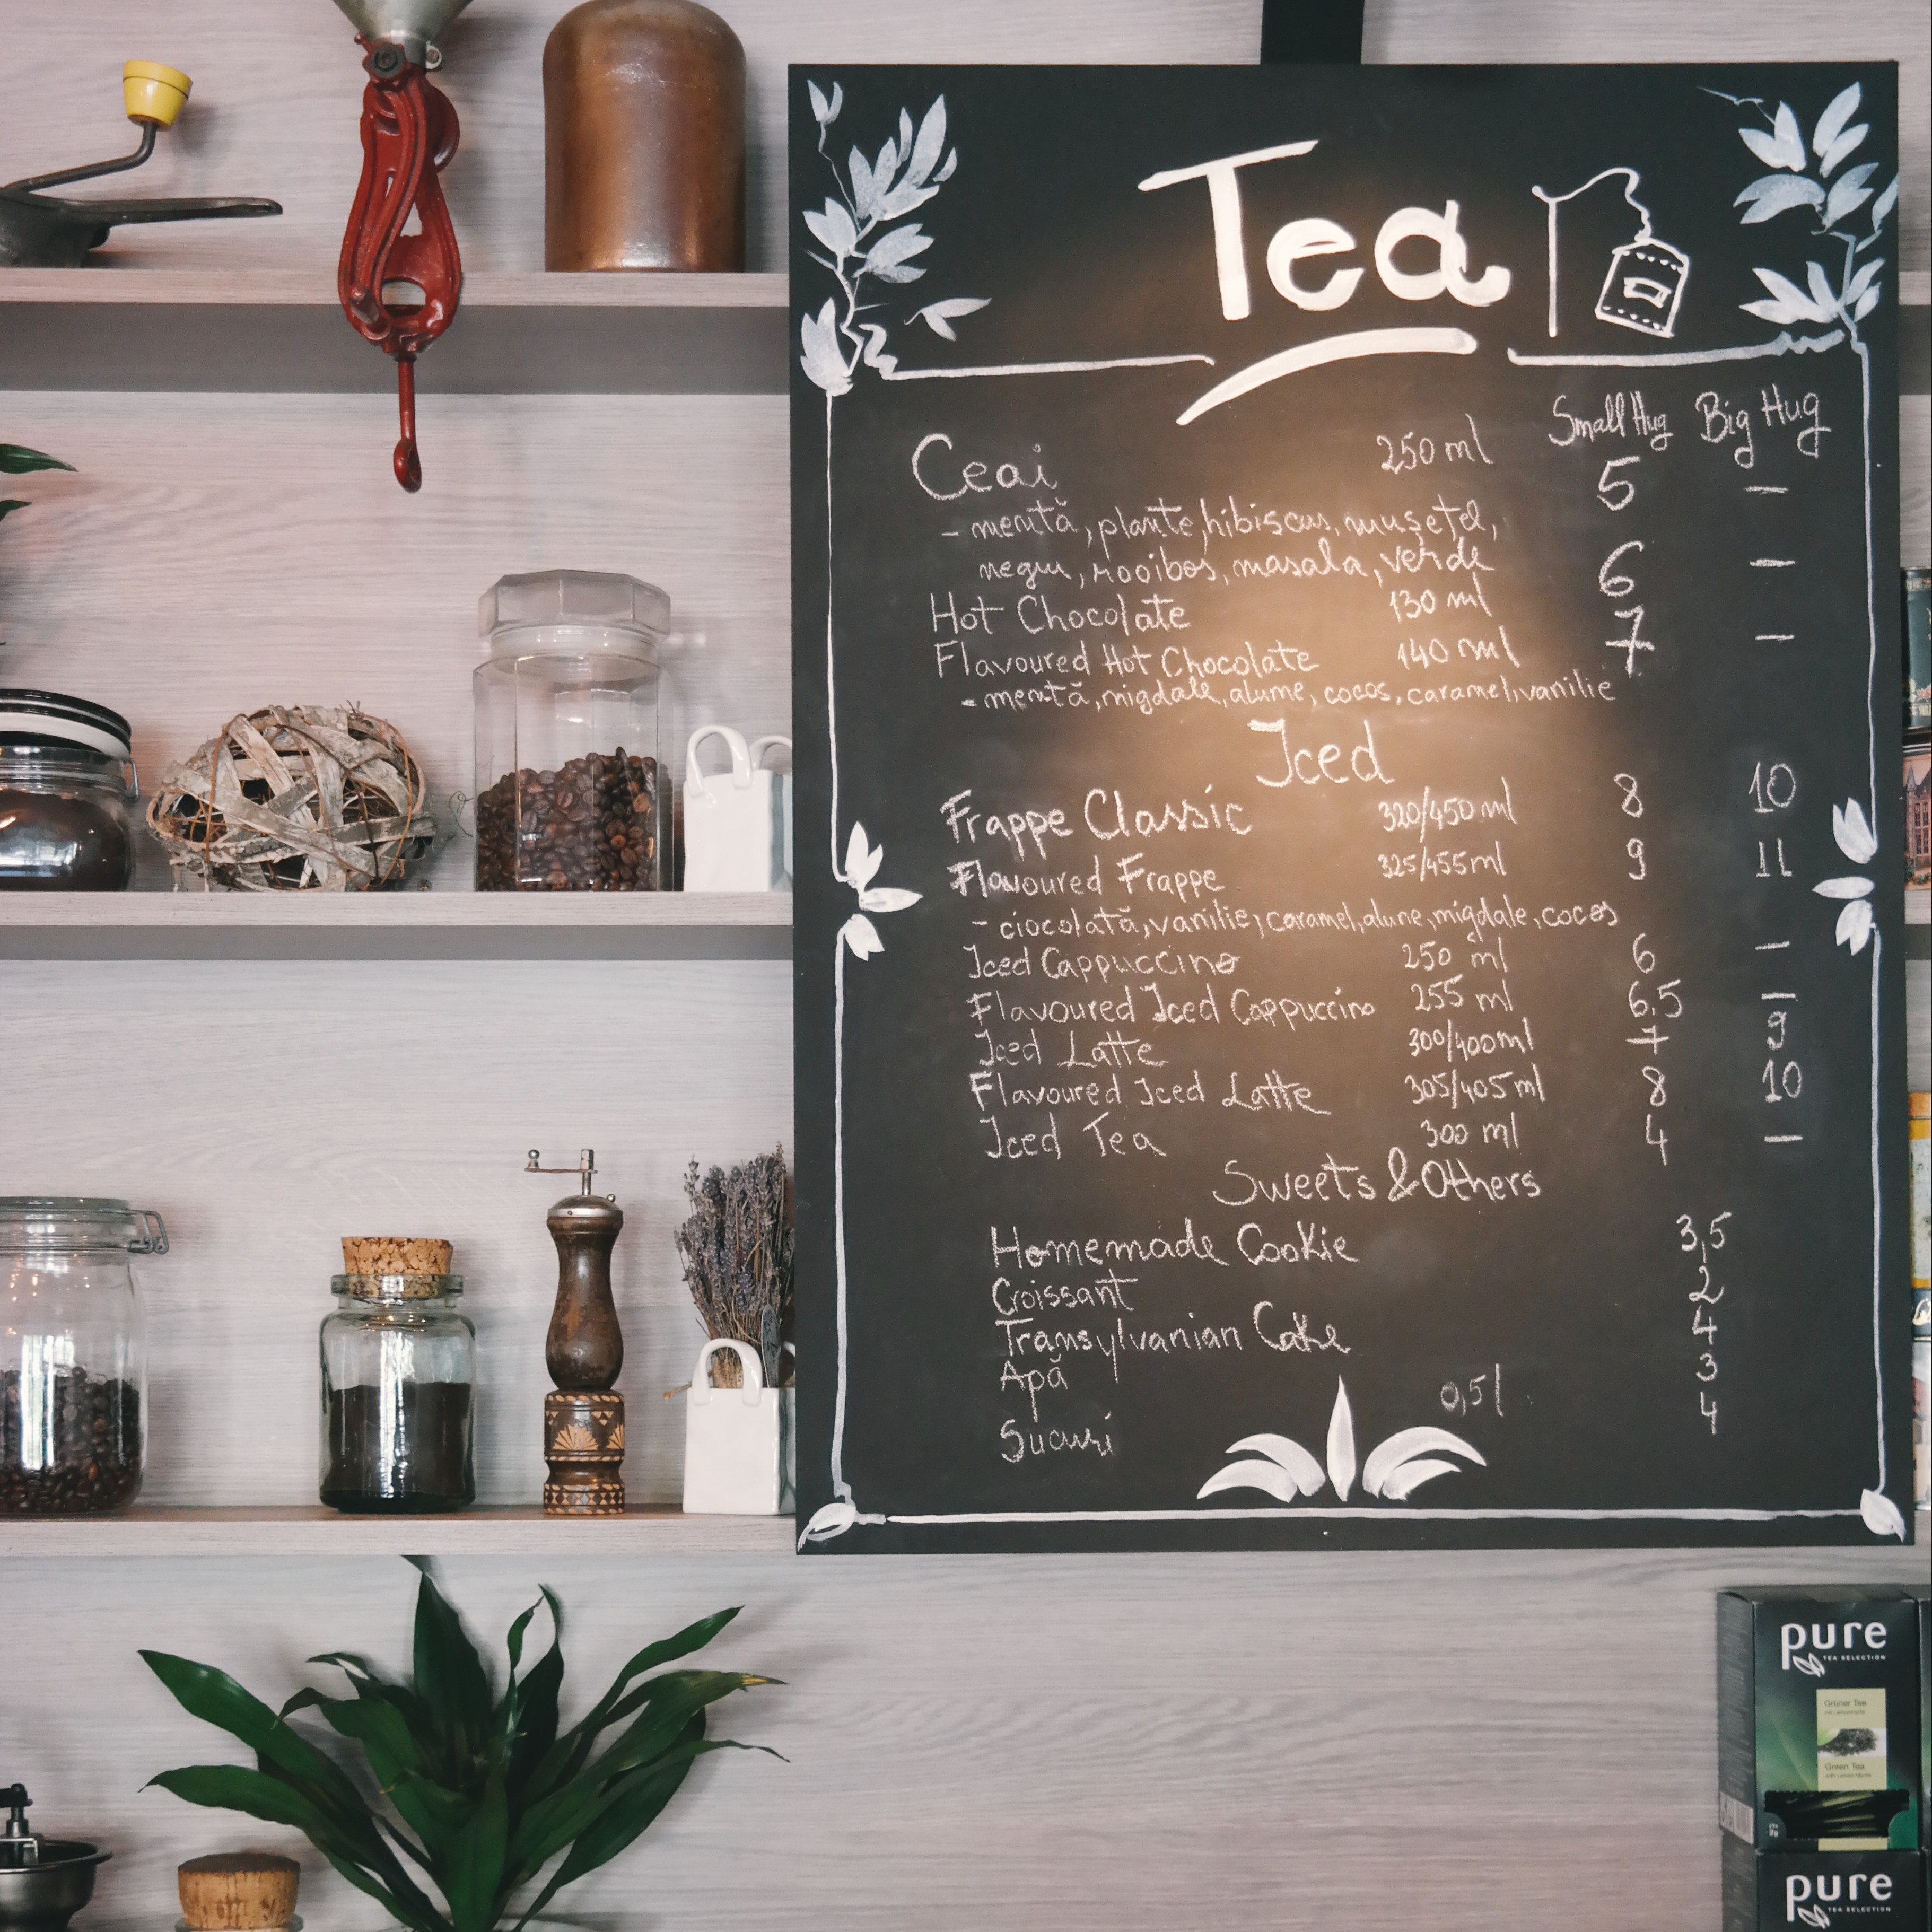 Tea
Small Hug Big Hug
Ceai 250 ml 5 –
- mentă, plante, hibiscus, mușețel,
negru, rooibos, masala, verde
Hot Chocolate 130 ml 6 –
Flavoured Hot Chocolate 140 ml 7 –
- mentă, migdale, alume, cocos, caramel, vanilie
Iced
Frappe Classic 320/450 ml 8 10
Flavoured Frappe 325/455ml 9 11
- ciocolată, vanilie, caramel, alune, migdale, cocos
Iced Cappuccino 250 ml 6 –
Flavoured Iced Cappuccino 255 ml 6,5 –
Iced Latte 300/400ml 7 9
Flavoured Iced Latte 305/405 ml 8 10
Iced Tea 300 ml 4 –
Sweets & Others
Homemade Cookie 3,5
Croissant 2
Transylvanian Cake 4
Apă 0,5 l 3
Sucuri 4
pure
TEA SELECTION
Grüner Tee
Green Tea
pure
TEA SELECTION